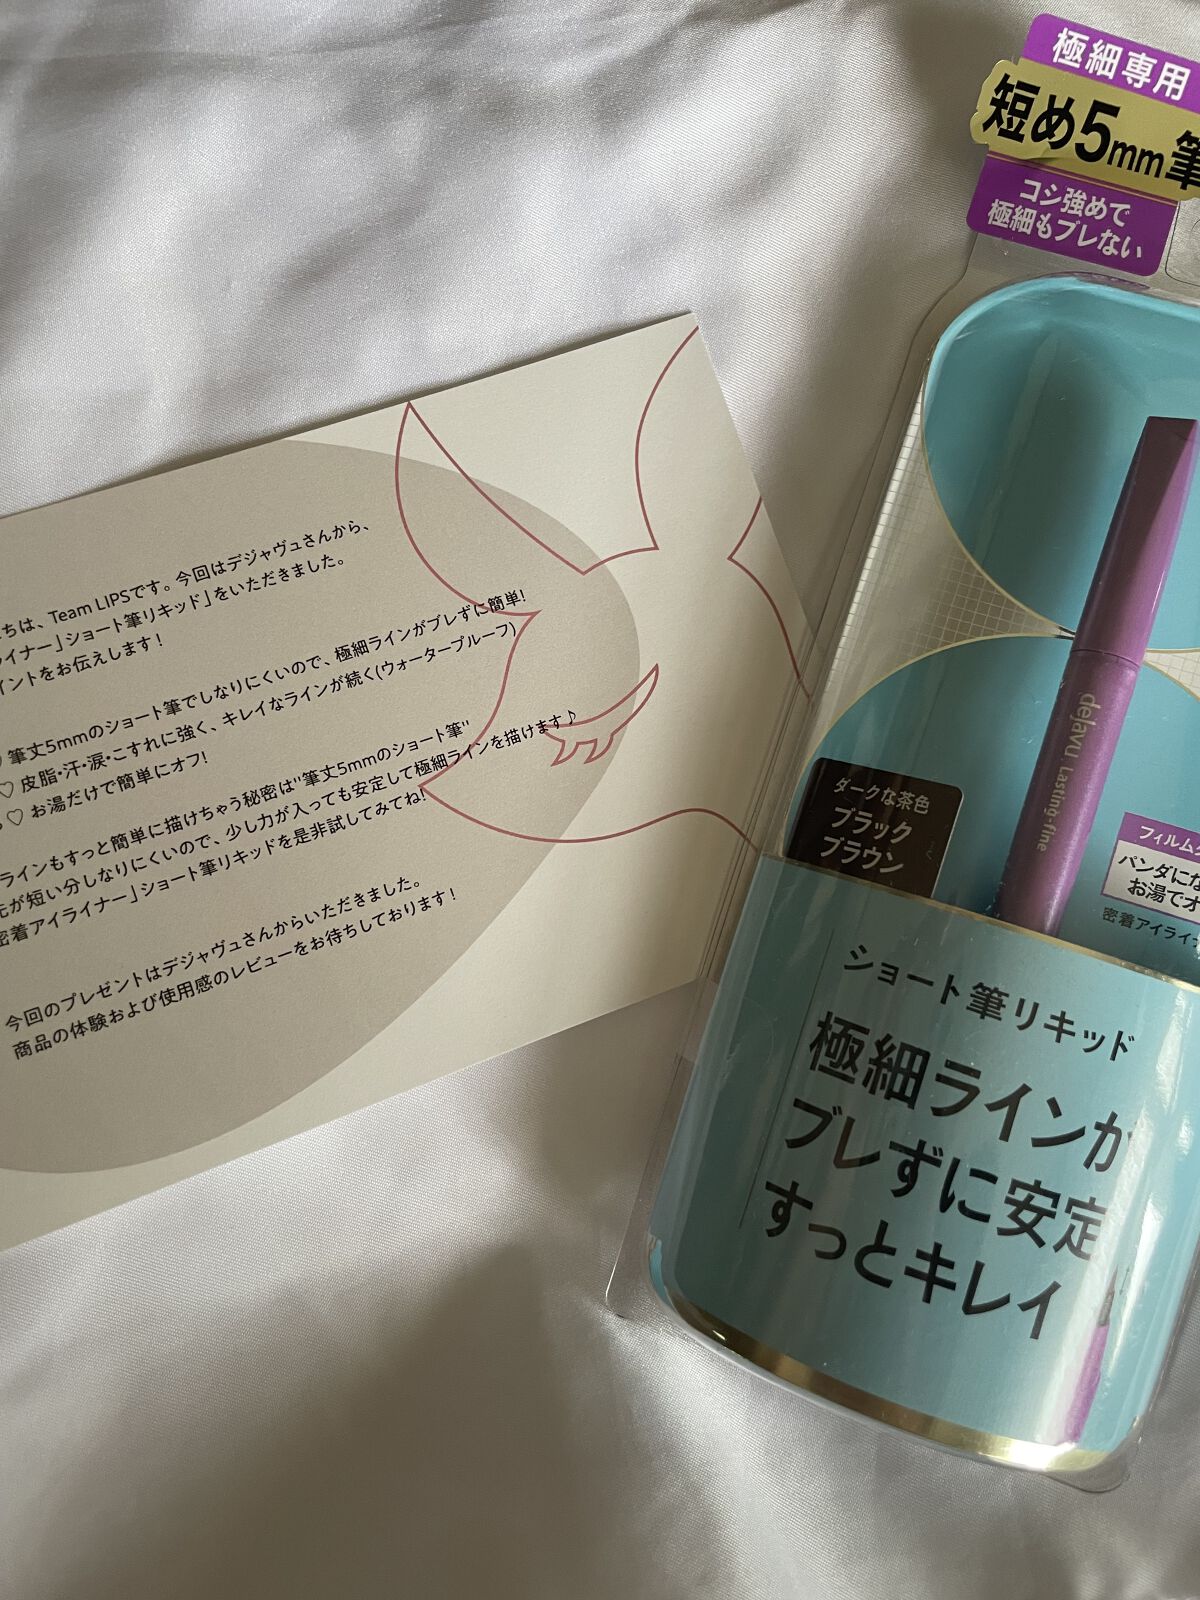 ちは、Team LIPSです。今回はデジャヴュさんから、
イナー」ショート筆リキッド」をいただきました。
イントをお伝えします!
筆丈5mmのショート筆でしなりにくいので、極細ラインがブレずに簡単!
♡ 皮脂・汗・涙・こすれに強く、キレイなラインが続く(ウォータープルーフ)
♡ お湯だけで簡単にオフ!
ラインもすっと簡単に描けちゃう秘密は"筆丈5mmのショート筆"
元が短い分しなりにくいので、少し力が入っても安定して極細ラインを描けます♪
密着アイライナー」ショート筆リキッドを是非試してみてね!
今回のプレゼントはデジャヴュさんからいただきました。
商品の体験および使用感のレビューをお待ちしております!
極細専用
短め5mm筆
コシ強めで
極細もブレない
dejavu Lasting-fine
ダークな茶色
ブラック
ブラウン
フィルム
パンダにな
お湯でオ
密着アイライ
ショート筆リキッド
極細ラインが
ブレずに安定
すっとキレイ